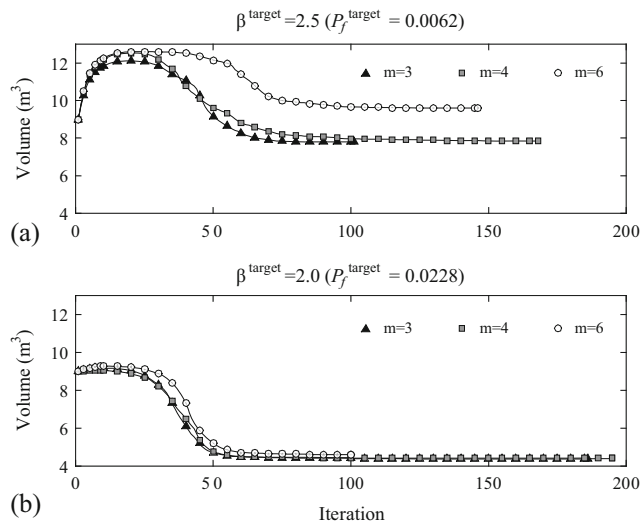 β^target=2.5 (P_f^target = 0.0062)
12
10
8
6
4
Volume (m³)
m=3
m=4
m=6
0
50
100
150
200
(a)
β^target=2.0 (P_f^target = 0.0228)
12
10
8
6
4
Volume (m³)
m=3
m=4
m=6
0
50
100
150
200
Iteration
(b)